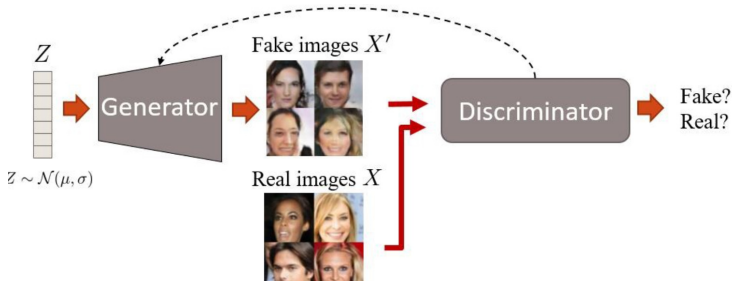 Z
Generator
Z ∼ N(μ, σ)
Fake images X′
Real images X
Discriminator
Fake?
Real?